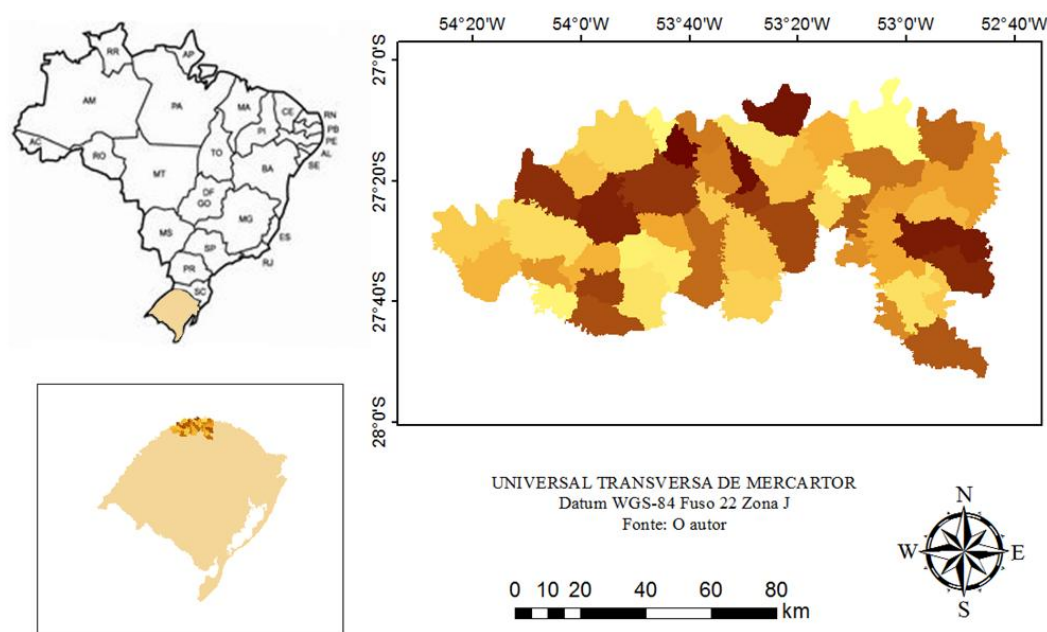 RR
AP
AM
PA
MA
CE
RN
PB
PE
AL
SE
PI
AC
RO
TO
MT
BA
DF
GO
MG
MS
ES
SP
RJ
PR
SC
54°20'W 54°0'W 53°40'W 53°20'W 53°0'W 52°40'W
27°0'S
27°20'S
27°40'S
28°0'S
UNIVERSAL TRANSVERSA DE MERCARTOR
Datum WGS-84 Fuso 22 Zona J
Fonte: O autor
N
W E
S
0 10 20 40 60 80
km